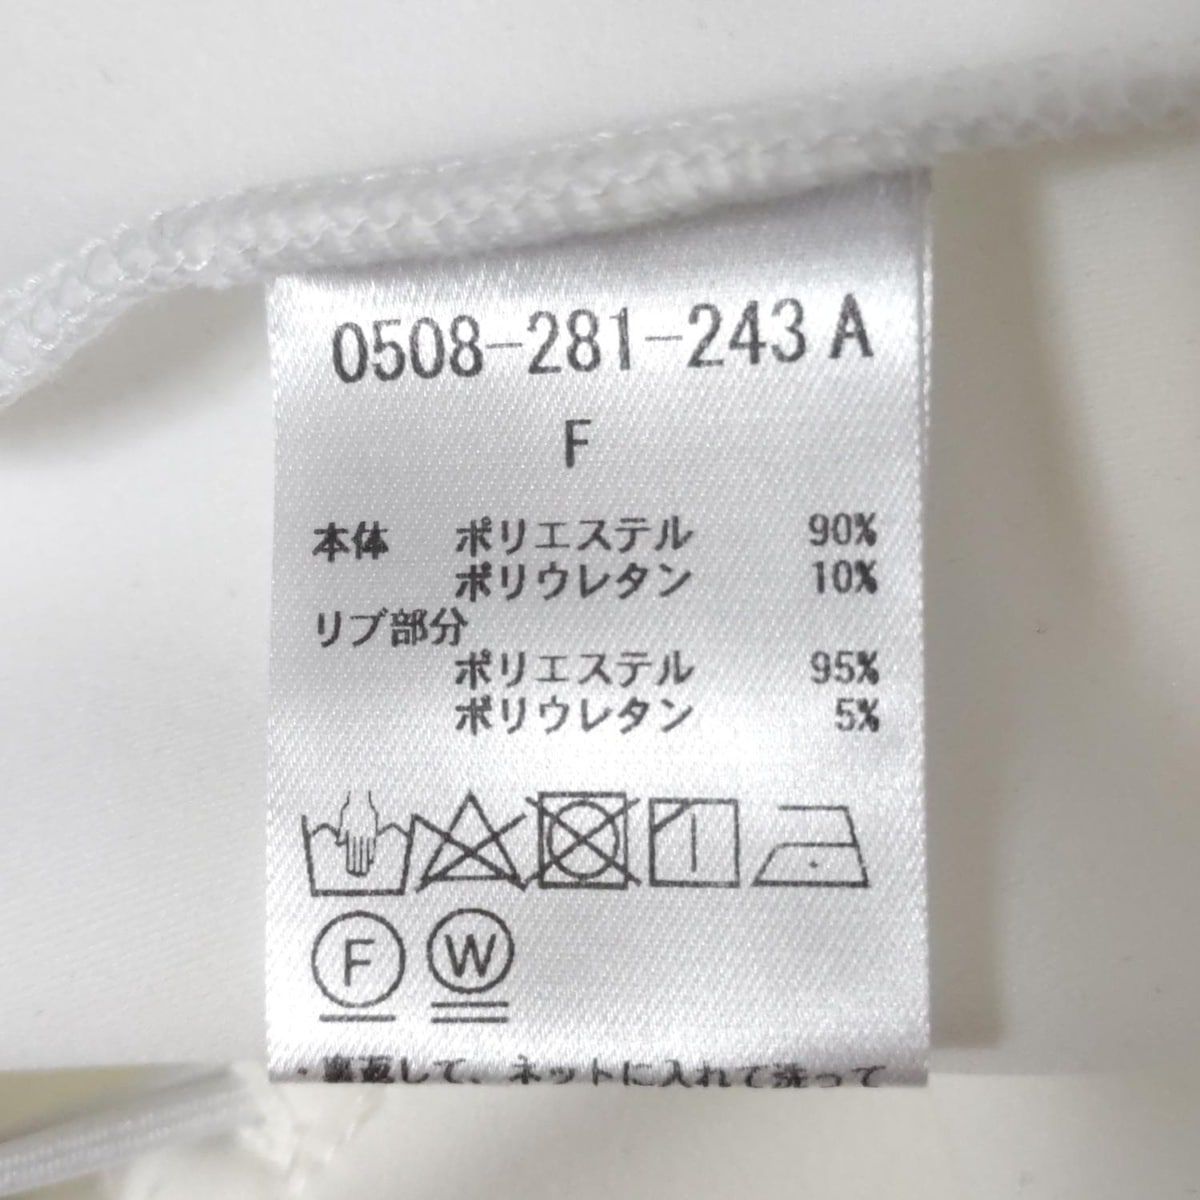 0508-281-243 A
F
本体 ポリエステル 90%
ポリウレタン 10%
リブ部分
ポリエステル 95%
ポリウレタン 5%
F W
・裏返して、ネットに入れて洗って